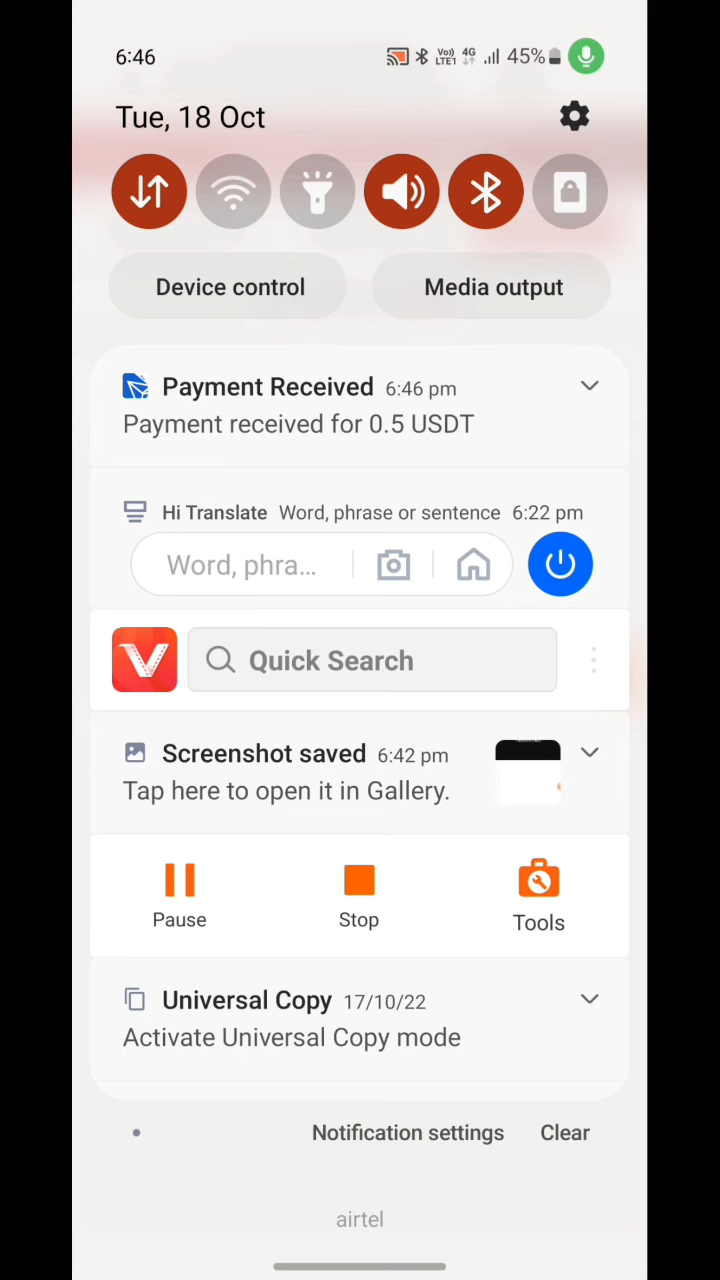 6:46
Vo)) LTE1 4G 45%
Tue, 18 Oct
Device control
Media output
Payment Received 6:46 pm
Payment received for 0.5 USDT
Hi Translate Word, phrase or sentence 6:22 pm
Word, phra...
Quick Search
Screenshot saved 6:42 pm
Tap here to open it in Gallery.
Pause
Stop
Tools
Universal Copy 17/10/22
Activate Universal Copy mode
Notification settings
Clear
airtel